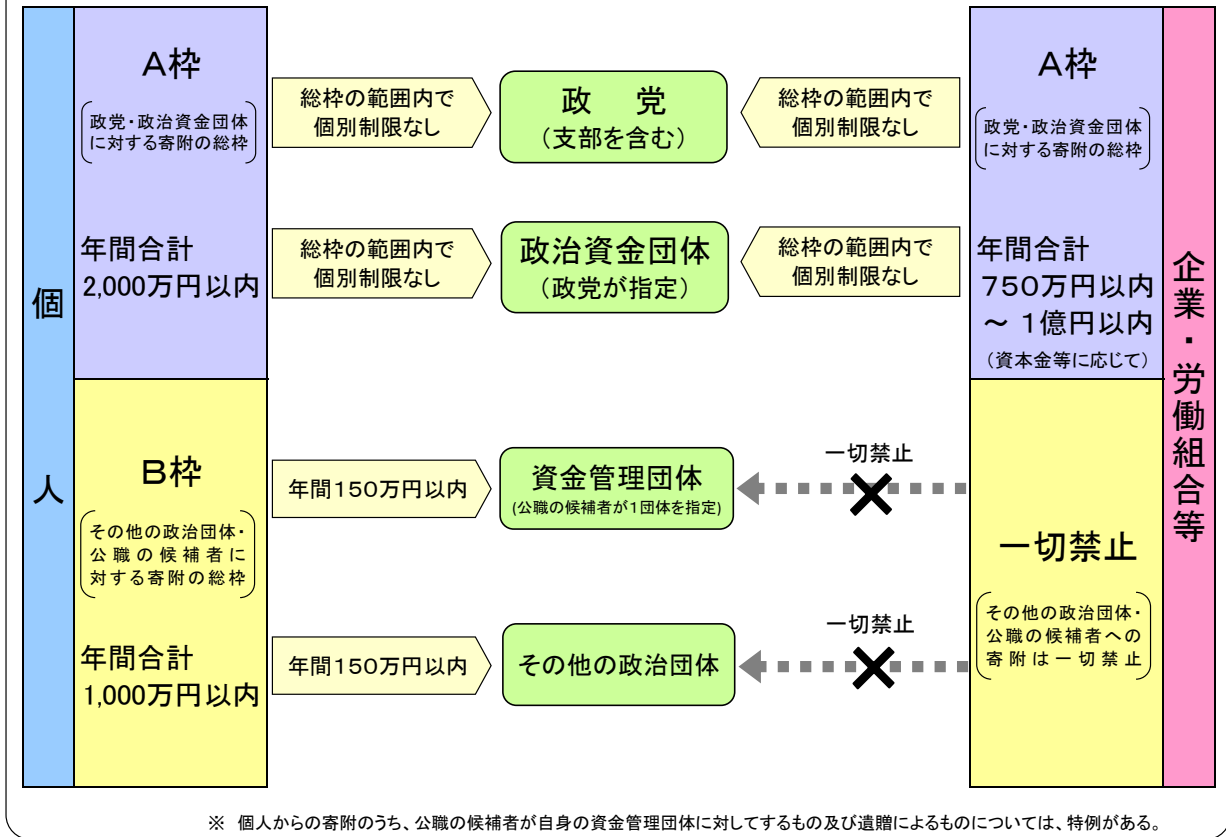 個人
A枠
政党・政治資金団体
に対する寄附の総枠
年間合計
2,000万円以内
総枠の範囲内で
個別制限なし
政　党
（支部を含む）
総枠の範囲内で
個別制限なし
A枠
政党・政治資金団体
に対する寄附の総枠
年間合計
750万円以内
～ 1億円以内
（資本金等に応じて）
企業・労働組合等
総枠の範囲内で
個別制限なし
政治資金団体
（政党が指定）
総枠の範囲内で
個別制限なし
B枠
その他の政治団体・
公職の候補者に
対する寄附の総枠
年間合計
1,000万円以内
年間150万円以内
資金管理団体
(公職の候補者が1団体を指定)
一切禁止
年間150万円以内
その他の政治団体
一切禁止
一切禁止
その他の政治団体・
公職の候補者への
寄附は一切禁止
※ 個人からの寄附のうち、公職の候補者が自身の資金管理団体に対してするもの及び遺贈によるものについては、特例がある。